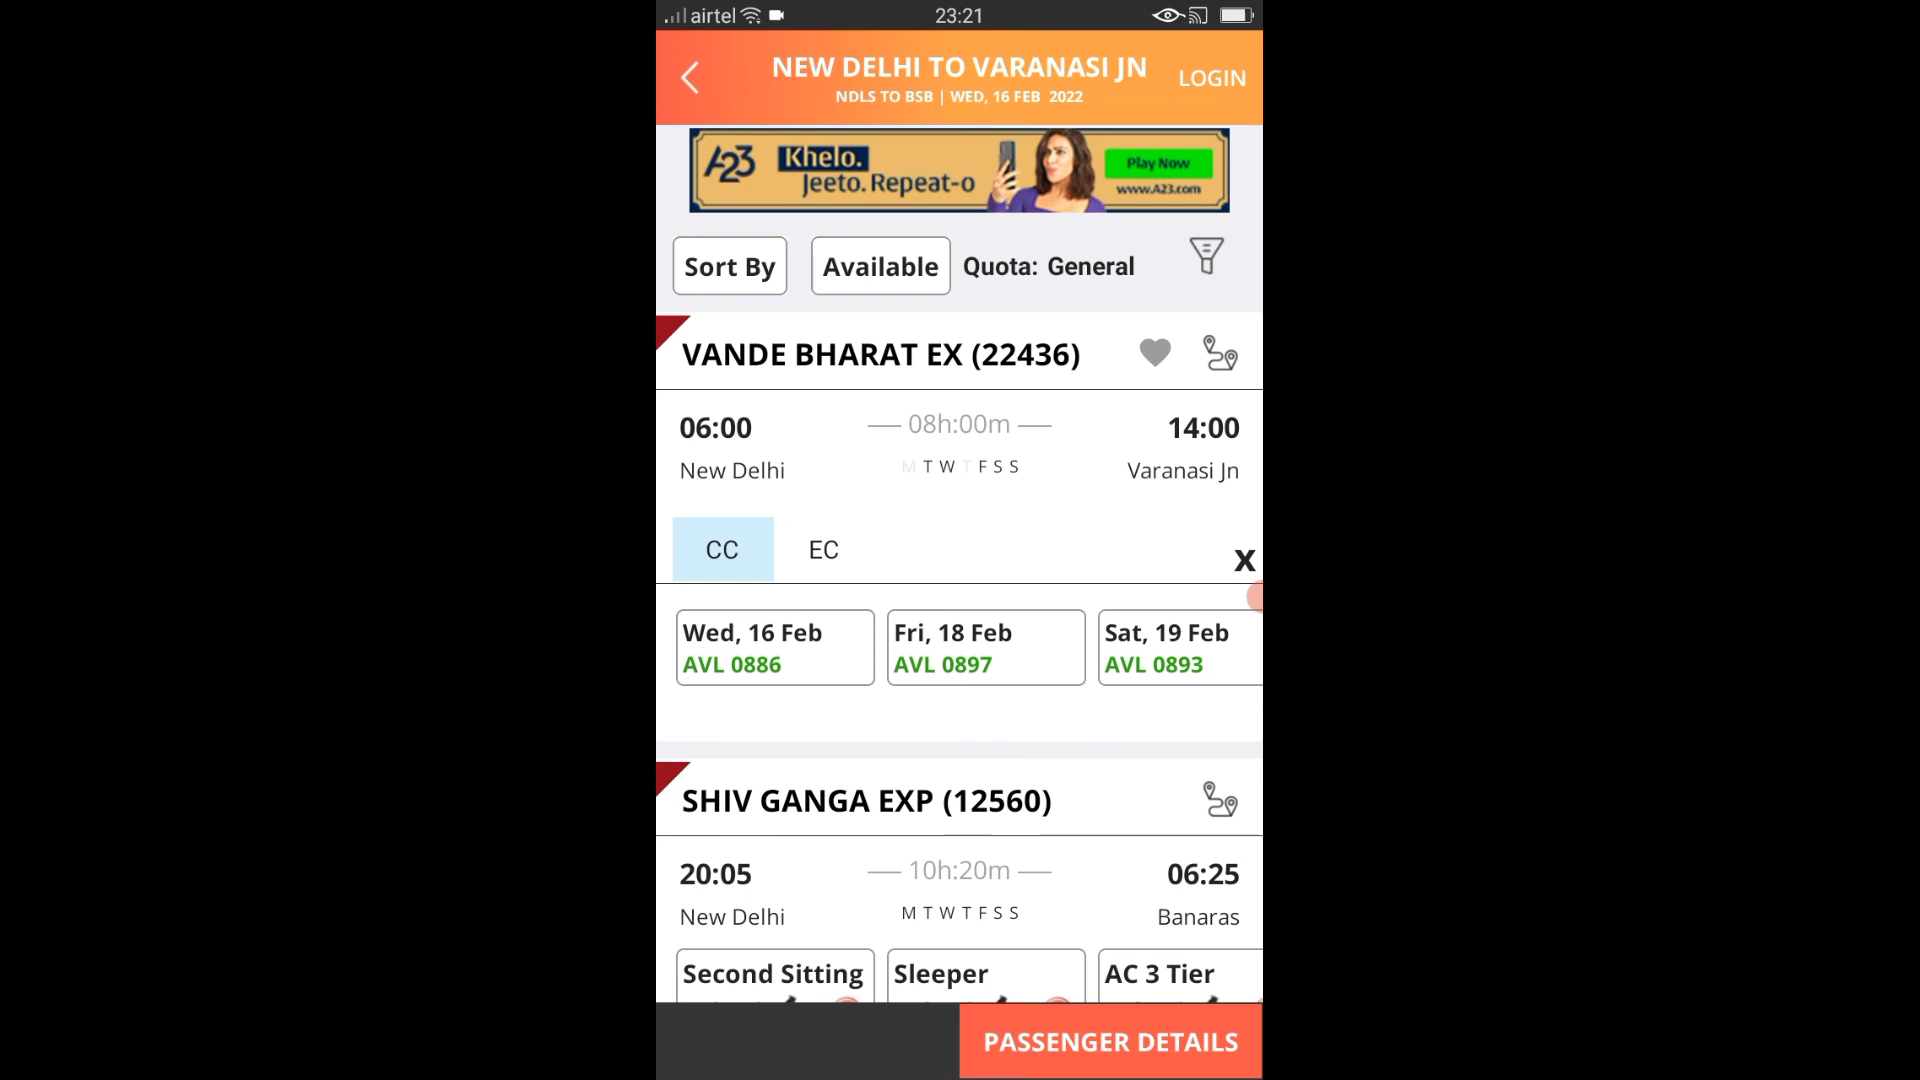 airtel 23:21
NEW DELHI TO VARANASI JN
LOGIN
NDLS TO BSB | WED, 16 FEB 2022
A23 Khelo. Jeeto. Repeat-o
Play Now
www.A23.com
Sort By Available Quota: General
VANDE BHARAT EX (22436)
06:00 08h:00m 14:00
New Delhi M T W T F S S Varanasi Jn
CC EC
X
Wed, 16 Feb Fri, 18 Feb Sat, 19 Feb
AVL 0886 AVL 0897 AVL 0893
SHIV GANGA EXP (12560)
20:05 10h:20m 06:25
New Delhi M T W T F S S Banaras
Second Sitting Sleeper AC 3 Tier
PASSENGER DETAILS